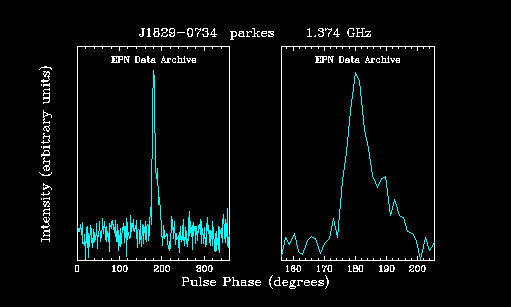 J1829-0734 parkes 1.374 GHz
EPN Data Archive EPN Data Archive
Intensity (arbitrary units)
0 100 200 300 160 170 180 190 200
Pulse Phase (degrees)